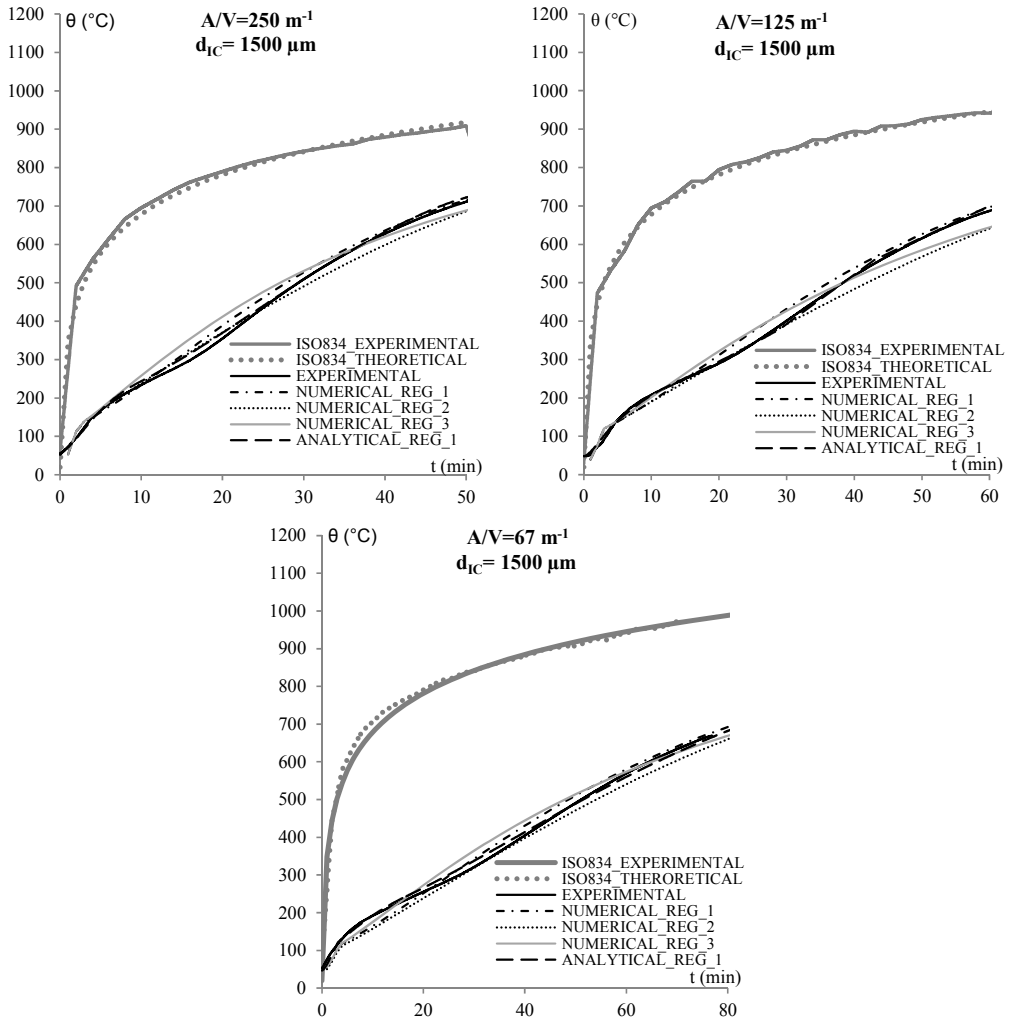 θ (°C)
A/V=250 m-1
dIC= 1500 µm
1200
1100
1000
900
800
700
600
500
400
300
200
100
0
ISO834_EXPERIMENTAL
ISO834_THEORETICAL
EXPERIMENTAL
NUMERICAL_REG_1
NUMERICAL_REG_2
NUMERICAL_REG_3
ANALYTICAL_REG_1
t (min)
0 10 20 30 40 50
θ (°C)
A/V=125 m-1
dIC= 1500 µm
1200
1100
1000
900
800
700
600
500
400
300
200
100
0
ISO834_EXPERIMENTAL
ISO834_THEORETICAL
EXPERIMENTAL
NUMERICAL_REG_1
NUMERICAL_REG_2
NUMERICAL_REG_3
ANALYTICAL_REG_1
t (min)
0 10 20 30 40 50 60
θ (°C)
A/V=67 m-1
dIC= 1500 µm
1200
1100
1000
900
800
700
600
500
400
300
200
100
0
ISO834_EXPERIMENTAL
ISO834_THERORETICAL
EXPERIMENTAL
NUMERICAL_REG_1
NUMERICAL_REG_2
NUMERICAL_REG_3
ANALYTICAL_REG_1
t (min)
0 20 40 60 80